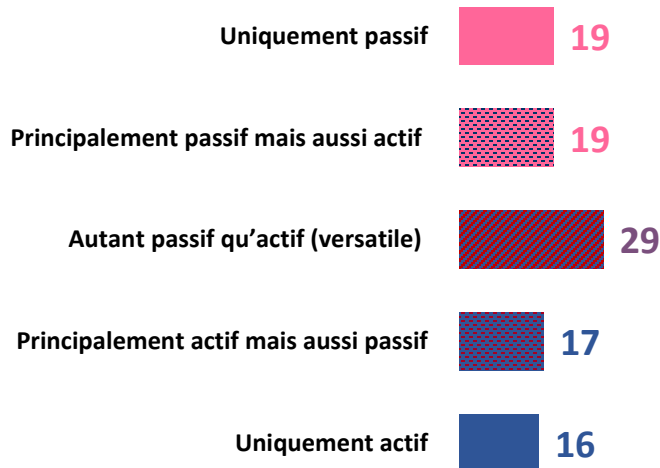 Uniquement passif 19
Principalement passif mais aussi actif 19
Autant passif qu’actif (versatile) 29
Principalement actif mais aussi passif 17
Uniquement actif 16